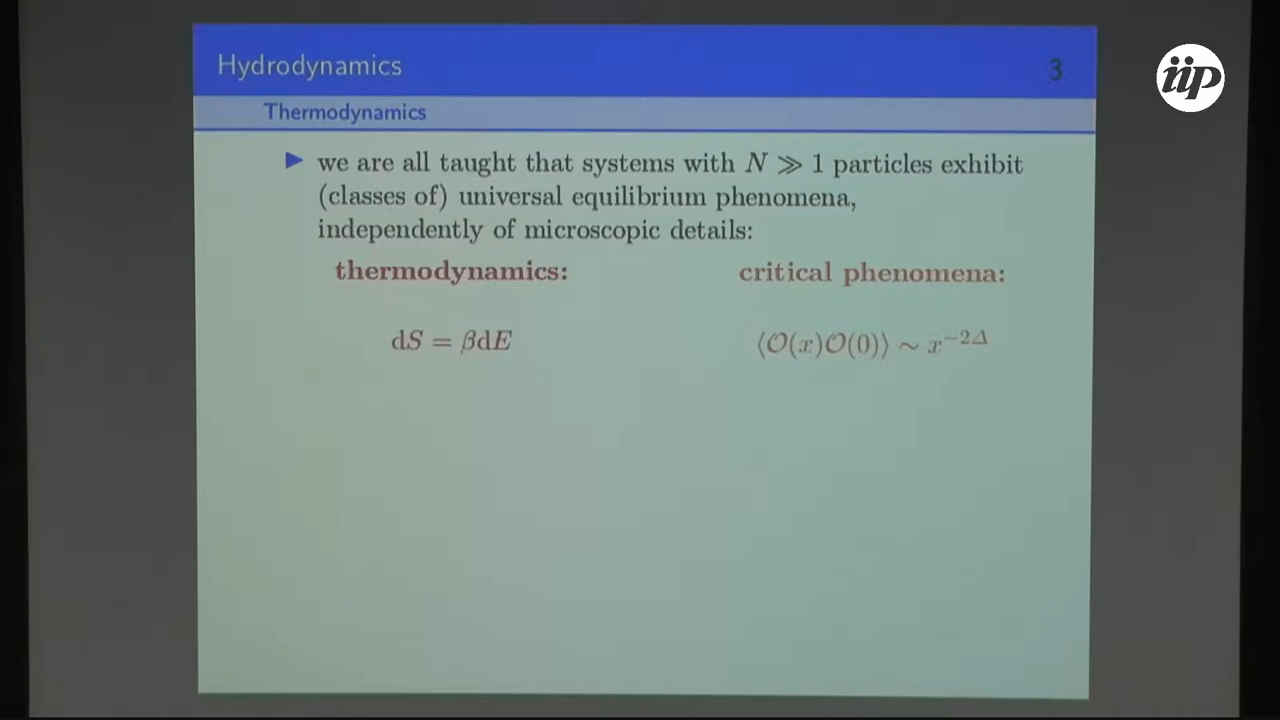 Hydrodynamics 3
iip
Thermodynamics
▶ we are all taught that systems with N ≫ 1 particles exhibit
(classes of) universal equilibrium phenomena,
independently of microscopic details:
thermodynamics: critical phenomena:
dS = βdE ⟨𝒪(x)𝒪(0)⟩ ∼ x^{−2Δ}